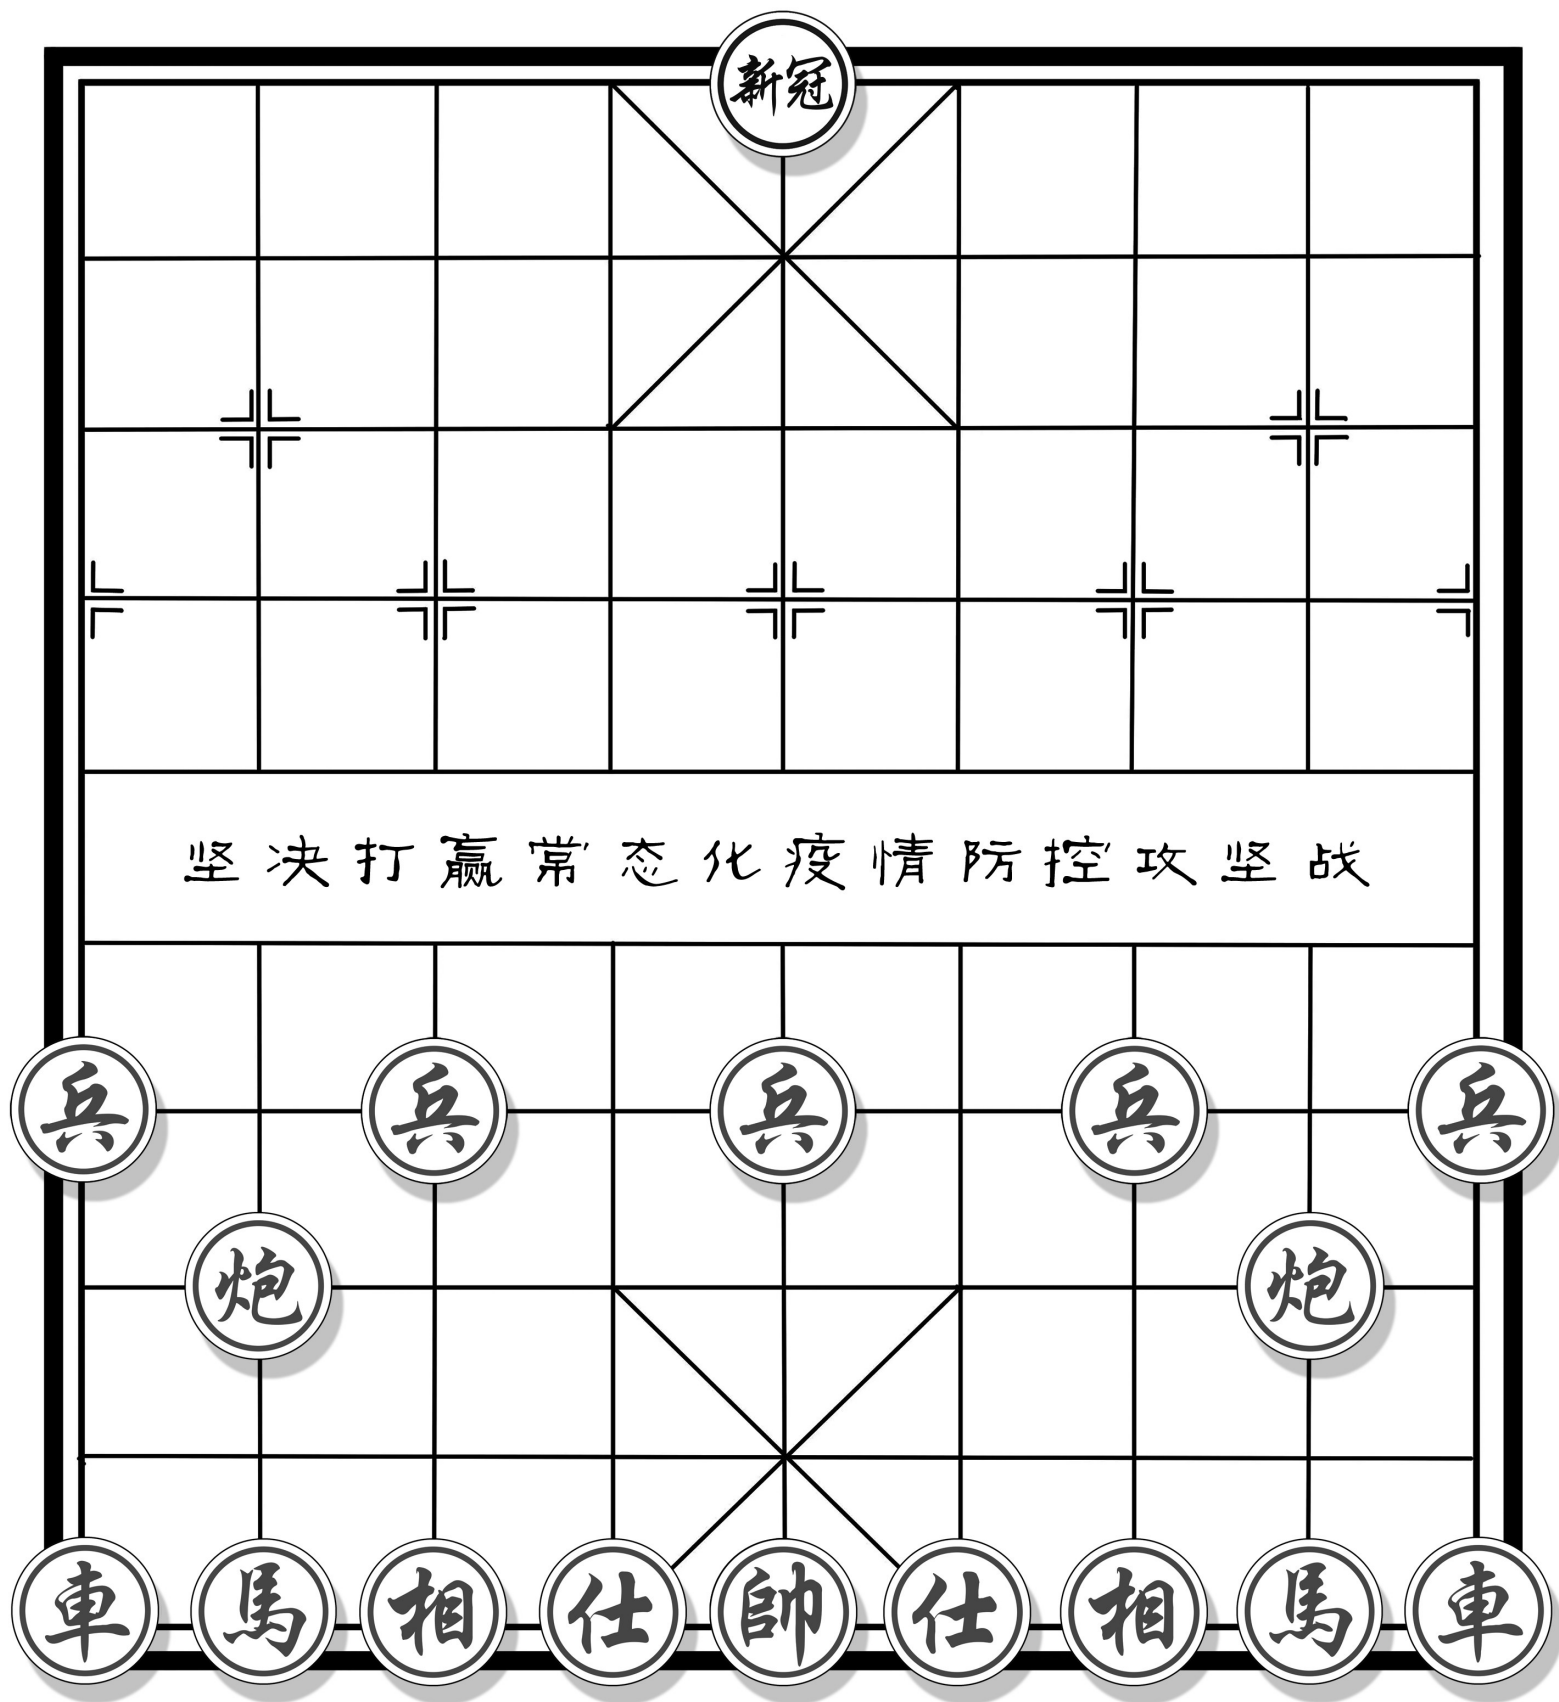 新冠
坚决打赢常态化疫情防控攻坚战
兵 兵 兵 兵 兵
炮 炮
車 馬 相 仕 帥 仕 相 馬 車